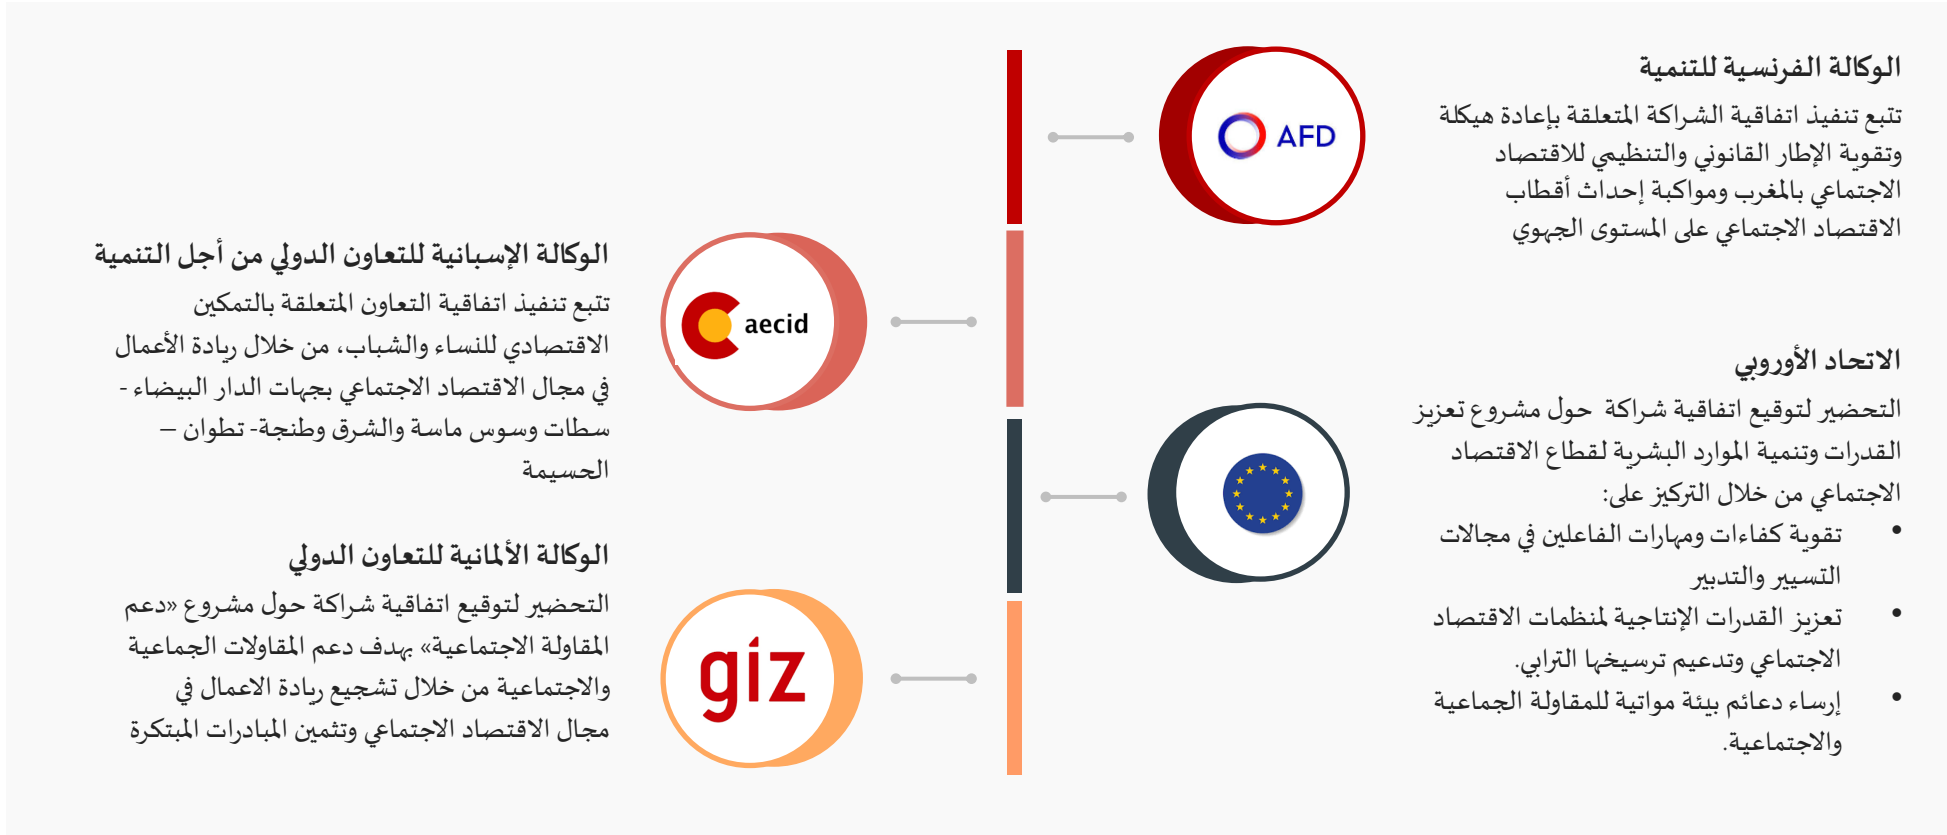 الوكالة الفرنسية للتنمية
تتبع تنفيذ اتفاقية الشراكة المتعلقة بإعادة هيكلة
وتقوية الإطار القانوني والتنظيمي للاقتصاد
الاجتماعي بالمغرب ومواكبة إحداث أقطاب
الاقتصاد الاجتماعي على المستوى الجهوي
AFD
الوكالة الإسبانية للتعاون الدولي من أجل التنمية
تتبع تنفيذ اتفاقية التعاون المتعلقة بالتمكين
الاقتصادي للنساء والشباب، من خلال ريادة الأعمال
في مجال الاقتصاد الاجتماعي بجهات الدار البيضاء -
سطات وسوس ماسة والشرق وطنجة- تطوان –
الحسيمة
aecid
الاتحاد الأوروبي
التحضير لتوقيع اتفاقية شراكة حول مشروع تعزيز
القدرات وتنمية الموارد البشرية لقطاع الاقتصاد
الاجتماعي من خلال التركيز على:
• تقوية كفاءات ومهارات الفاعلين في مجالات
التسيير والتدبير
• تعزيز القدرات الإنتاجية لمنظمات الاقتصاد
الاجتماعي وتدعيم ترسيخها الترابي.
• إرساء دعائم بيئة مواتية للمقاولة الجماعية
والاجتماعية.
الوكالة الألمانية للتعاون الدولي
التحضير لتوقيع اتفاقية شراكة حول مشروع «دعم
المقاولة الاجتماعية» بهدف دعم المقاولات الجماعية
والاجتماعية من خلال تشجيع ريادة الاعمال في
مجال الاقتصاد الاجتماعي وتثمين المبادرات المبتكرة
giz